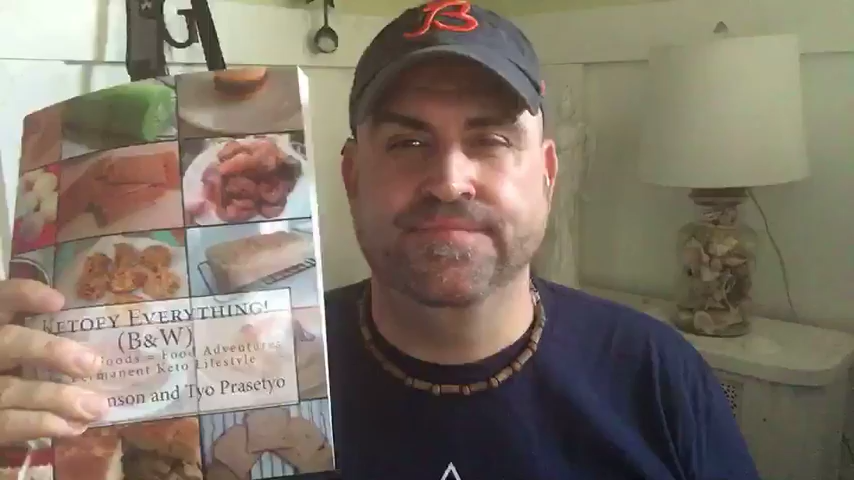 B
KETOFY EVERYTHING!
(B&W)
Foods = Food Adventures
Permanent Keto Lifestyle
nson and Tyo Prasetyo